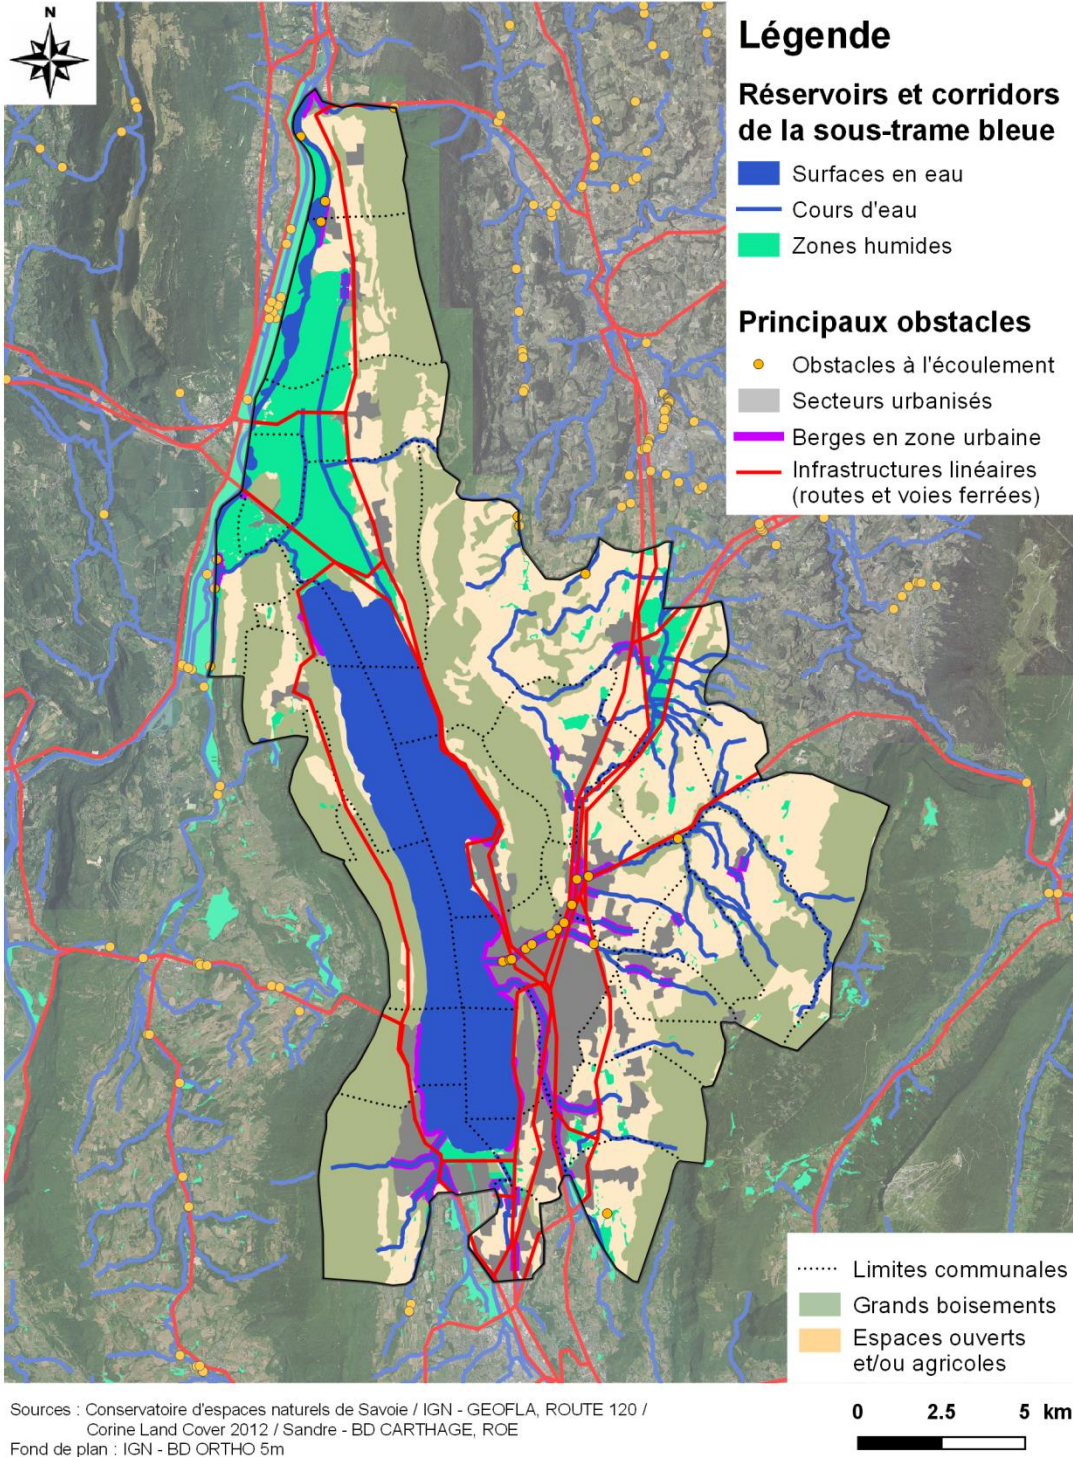 N
Légende
Réservoirs et corridors
de la sous-trame bleue
Surfaces en eau
Cours d'eau
Zones humides
Principaux obstacles
Obstacles à l'écoulement
Secteurs urbanisés
Berges en zone urbaine
Infrastructures linéaires
(routes et voies ferrées)
Limites communales
Grands boisements
Espaces ouverts
et/ou agricoles
Sources : Conservatoire d'espaces naturels de Savoie / IGN - GEOFLA, ROUTE 120 /
Corine Land Cover 2012 / Sandre - BD CARTHAGE, ROE
Fond de plan : IGN - BD ORTHO 5m
0 2.5 5 km